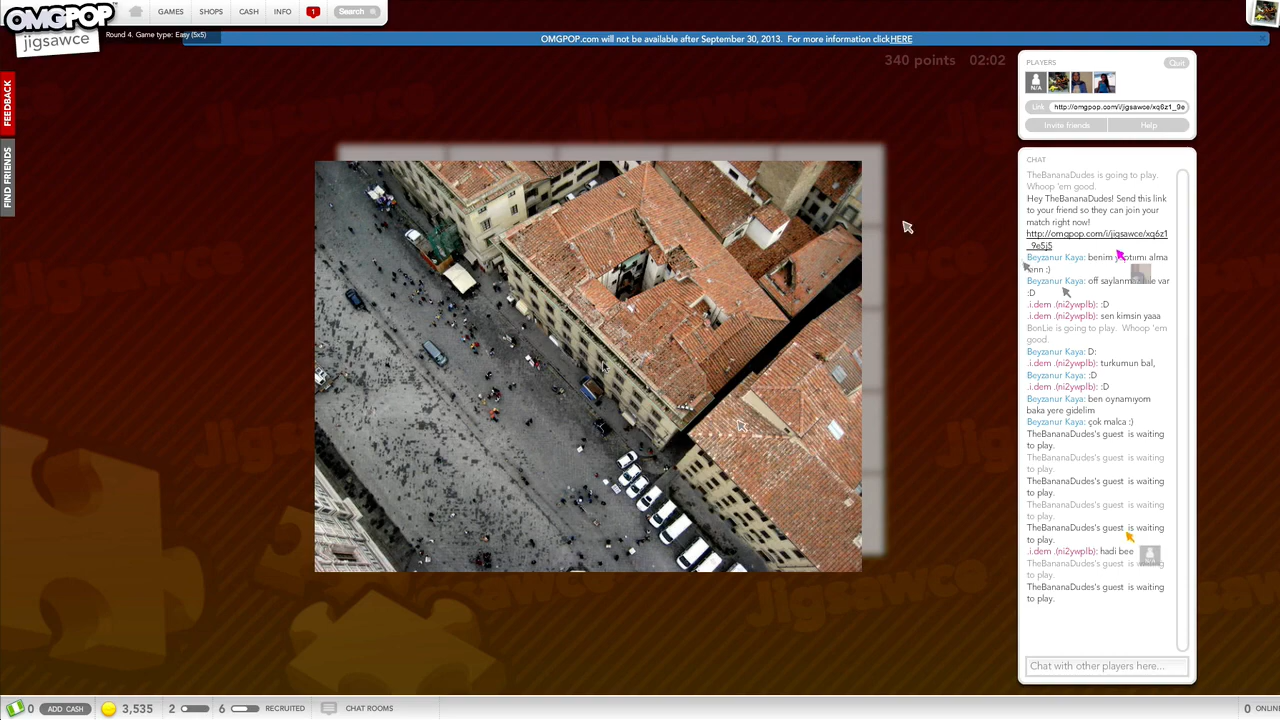 OMGPOP
GAMES
SHOPS
CASH
INFO
1
Search
jigsawce
Round 4. Game type: Easy (5x5)
OMGPOP.com will not be available after September 30, 2013. For more information click HERE
FEEDBACK
FIND FRIENDS
340 points
02:02
PLAYERS
Quit
N/A
Link
http://omgpop.com/i/jigsawce/xq6z1_9e
Invite friends
Help
CHAT
TheBananaDudes is going to play.
Whoop 'em good.
Hey TheBananaDudes! Send this link
to your friend so they can join your
match right now!
http://omgpop.com/i/jigsawce/xq6z1
_9e5j5
Beyzanur Kaya: benim alma
:)
Beyzanur Kaya: off var
:D
.i.dem .(ni2ywplb): :D
.i.dem .(ni2ywplb): sen kimsin yaaa
BonLie is going to play. Whoop 'em
good.
Beyzanur Kaya: D:
.i.dem .(ni2ywplb): turkumun bal,
Beyzanur Kaya: :D
.i.dem .(ni2ywplb): :D
Beyzanur Kaya: ben oynamıyom
baka yere gidelim
Beyzanur Kaya: çok malca :)
TheBananaDudes's guest is waiting
to play.
TheBananaDudes's guest is waiting
to play.
TheBananaDudes's guest is waiting
to play.
TheBananaDudes's guest is waiting
to play.
TheBananaDudes's guest is waiting
to play.
.i.dem .(ni2ywplb): hadi bee
TheBananaDudes's guest is waiting
to play.
TheBananaDudes's guest is waiting
to play.
Chat with other players here...
0
ADD CASH
3,535
2
6
RECRUITED
CHAT ROOMS
0 ONLINE